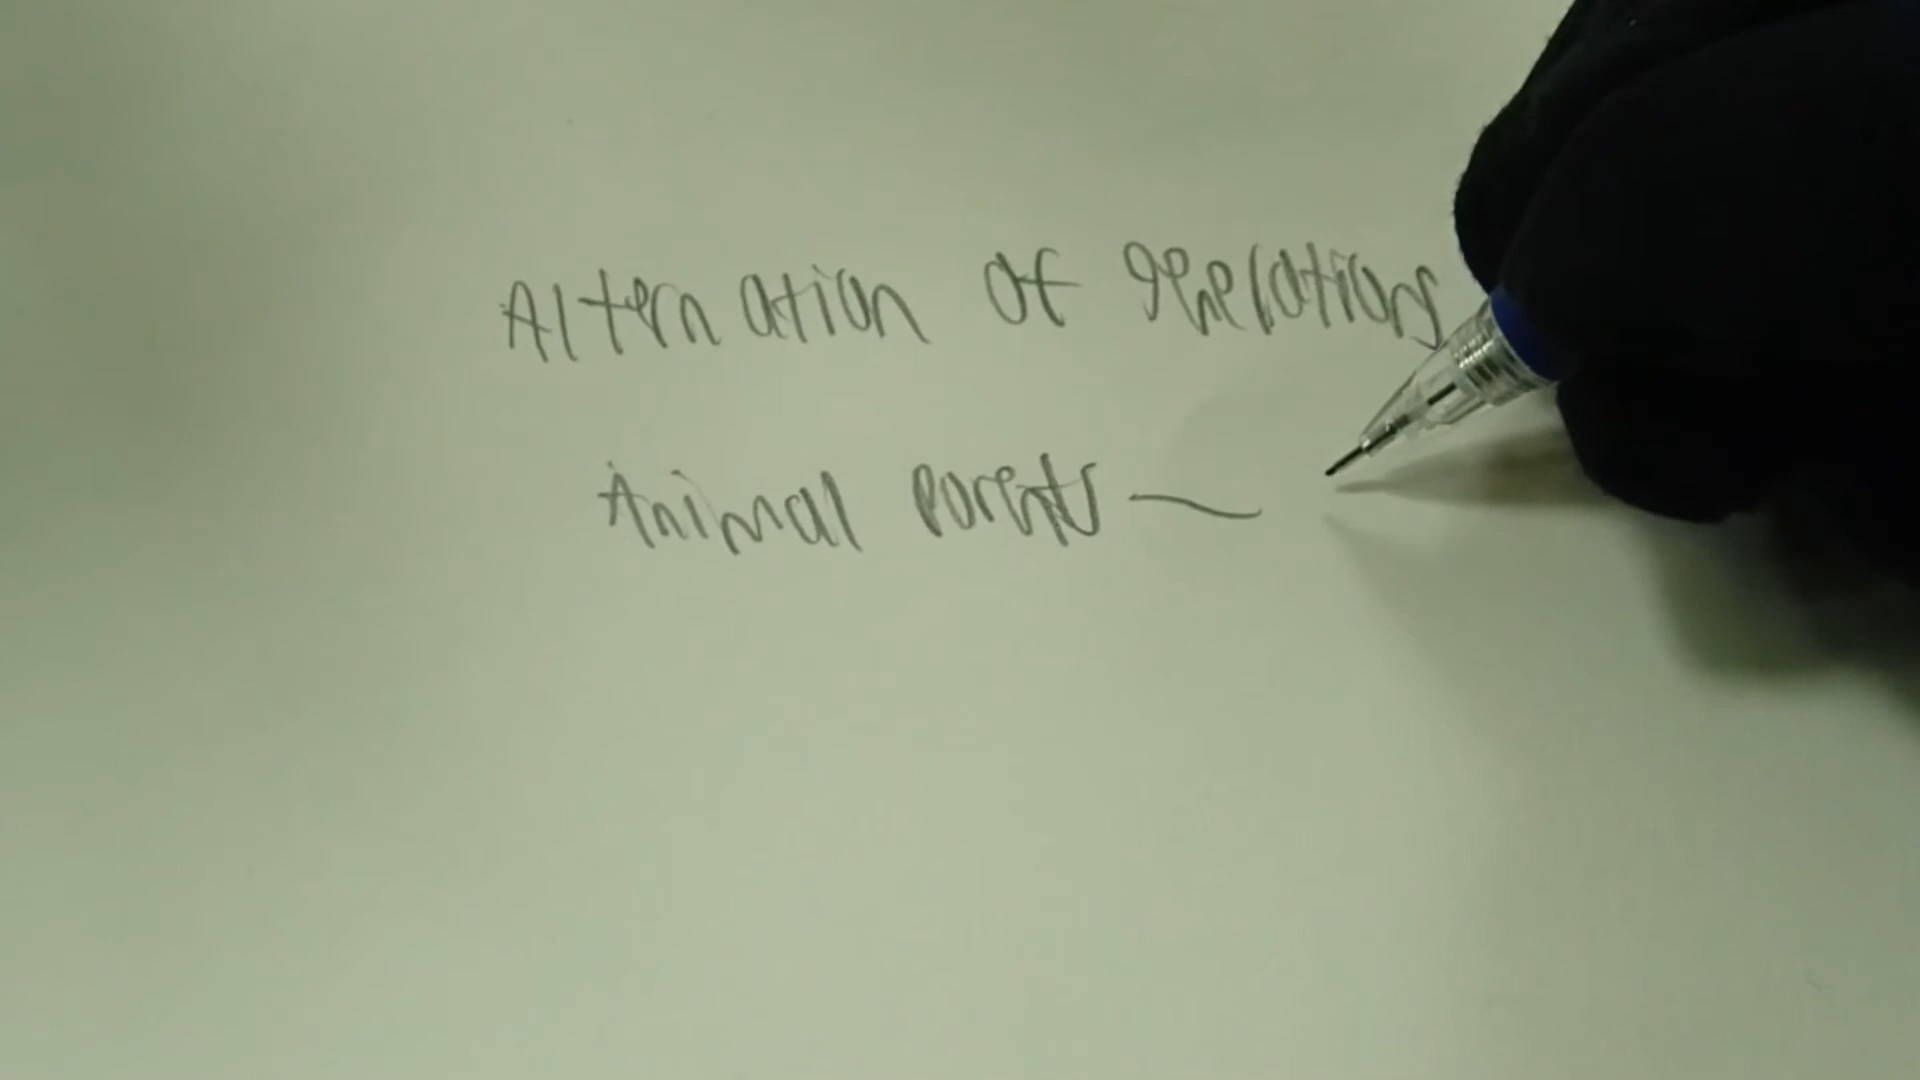 Alternation of generations
Animal parents —